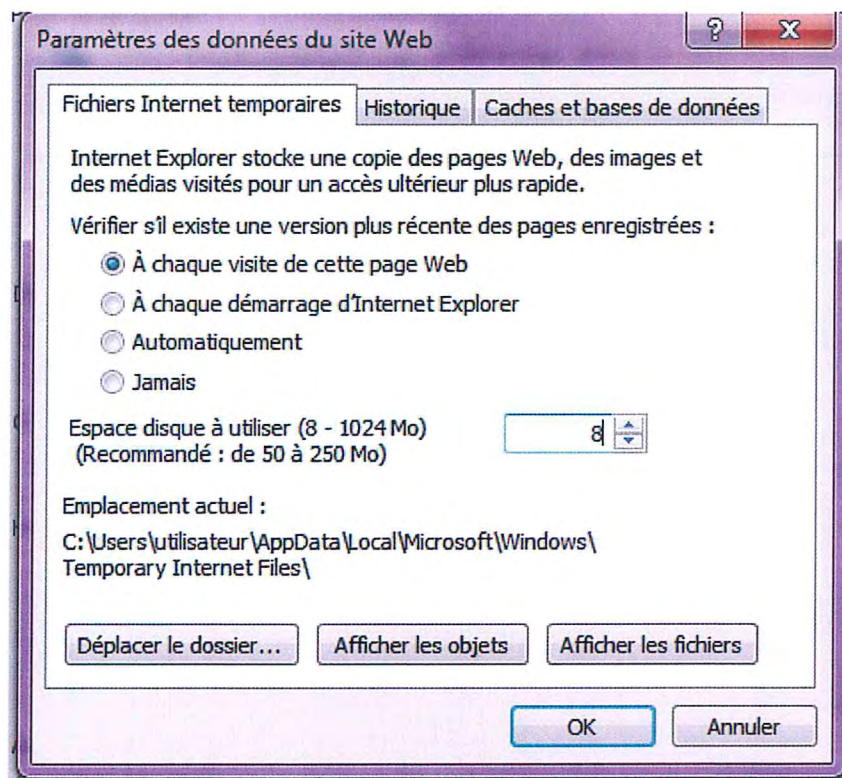 Paramètres des données du site Web
Fichiers Internet temporaires
Historique
Caches et bases de données
Internet Explorer stocke une copie des pages Web, des images et
des médias visités pour un accès ultérieur plus rapide.
Vérifier s'il existe une version plus récente des pages enregistrées :
À chaque visite de cette page Web
À chaque démarrage d'Internet Explorer
Automatiquement
Jamais
Espace disque à utiliser (8 - 1024 Mo)
8
(Recommandé : de 50 à 250 Mo)
Emplacement actuel :
C:\Users\utilisateur\AppData\Local\Microsoft\Windows\
Temporary Internet Files\
Déplacer le dossier...
Afficher les objets
Afficher les fichiers
OK
Annuler